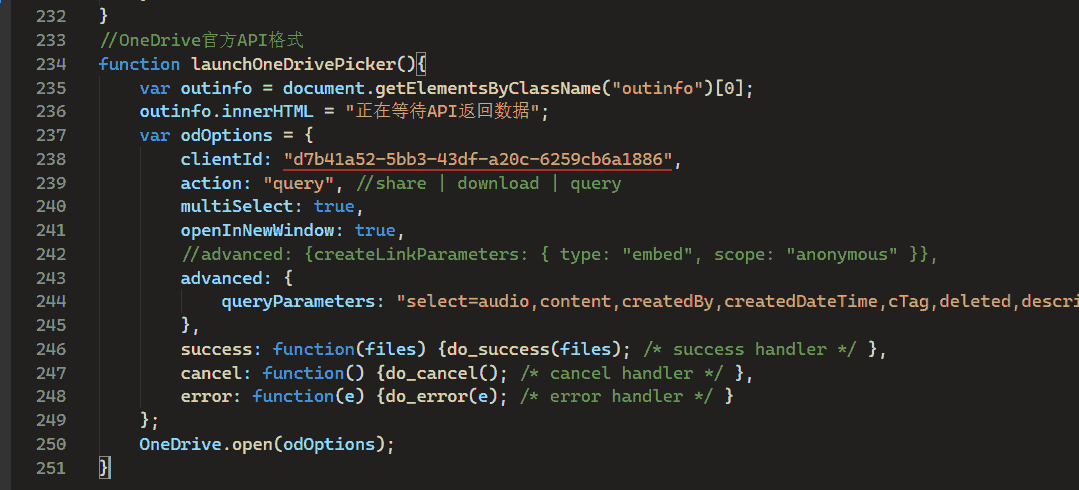 232 }
233 //OneDrive官方API格式
234 function launchOneDrivePicker(){
235     var outinfo = document.getElementsByClassName("outinfo")[0];
236     outinfo.innerHTML = "正在等待API返回数据";
237     var odOptions = {
238         clientId: "d7b41a52-5bb3-43df-a20c-6259cb6a1886",
239         action: "query", //share | download | query
240         multiSelect: true,
241         openInNewWindow: true,
242         //advanced: {createLinkParameters: { type: "embed", scope: "anonymous" }},
243         advanced: {
244             queryParameters: "select=audio,content,createdBy,createdDateTime,cTag,deleted,descri
245         },
246         success: function(files) {do_success(files); /* success handler */ },
247         cancel: function() {do_cancel(); /* cancel handler */ },
248         error: function(e) {do_error(e); /* error handler */ }
249     };
250     OneDrive.open(odOptions);
251 }